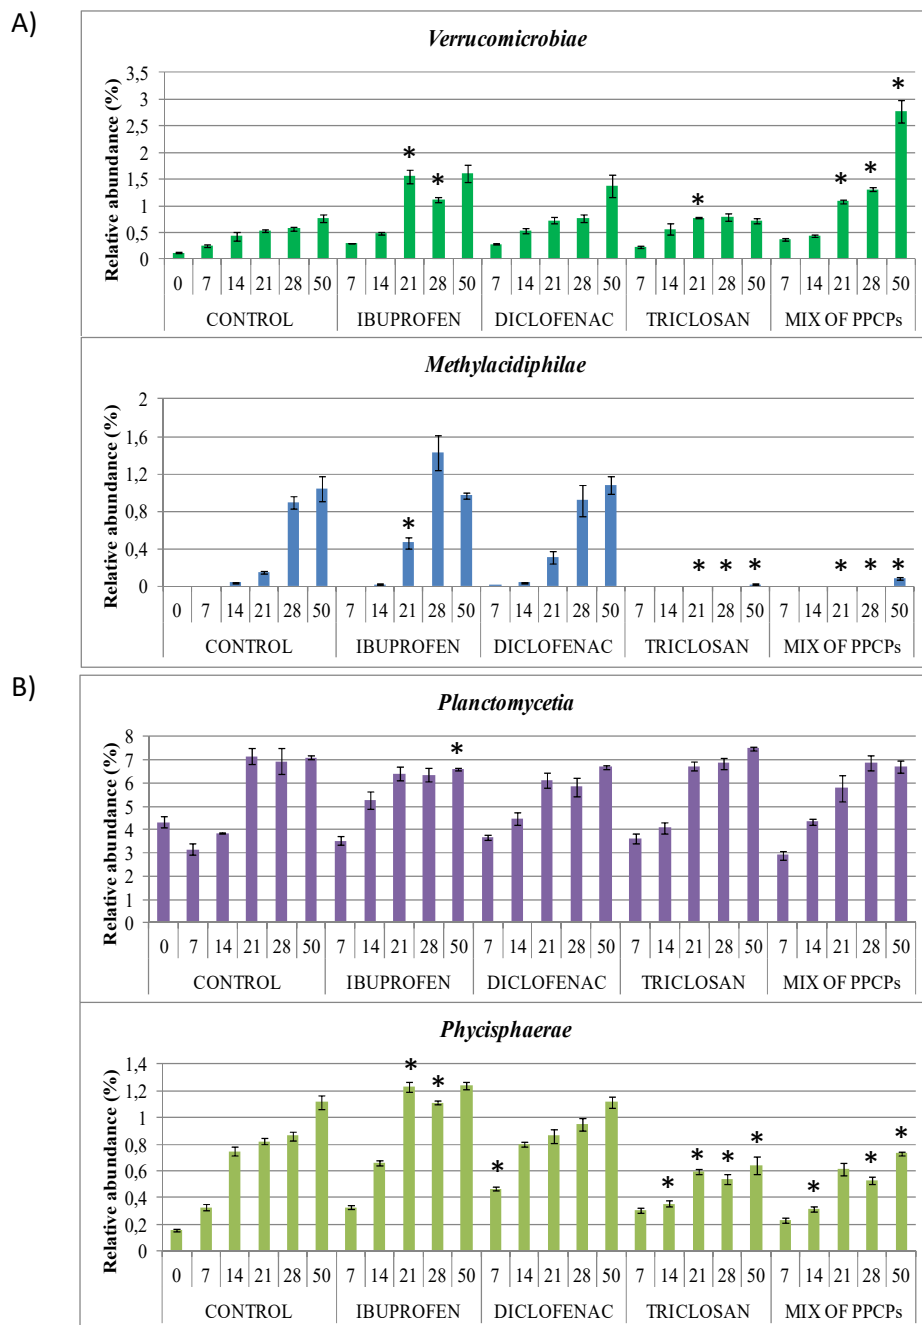 A)
Verrucomicrobiae
Relative abundance (%)
3,5
3
2,5
2
1,5
1
0,5
0
* * * * * *
0 7 14 21 28 50 7 14 21 28 50 7 14 21 28 50 7 14 21 28 50 7 14 21 28 50
CONTROL IBUPROFEN DICLOFENAC TRICLOSAN MIX OF PPCPs
Methylacidiphilae
Relative abundance (%)
2
1,6
1,2
0,8
0,4
0
* * * * * * *
0 7 14 21 28 50 7 14 21 28 50 7 14 21 28 50 7 14 21 28 50 7 14 21 28 50
CONTROL IBUPROFEN DICLOFENAC TRICLOSAN MIX OF PPCPs
B)
Planctomycetia
Relative abundance (%)
8
7
6
5
4
3
2
1
0
*
0 7 14 21 28 50 7 14 21 28 50 7 14 21 28 50 7 14 21 28 50 7 14 21 28 50
CONTROL IBUPROFEN DICLOFENAC TRICLOSAN MIX OF PPCPs
Phycisphaerae
Relative abundance (%)
1,4
1,2
1
0,8
0,6
0,4
0,2
0
* * * * * * * * * *
0 7 14 21 28 50 7 14 21 28 50 7 14 21 28 50 7 14 21 28 50 7 14 21 28 50
CONTROL IBUPROFEN DICLOFENAC TRICLOSAN MIX OF PPCPs